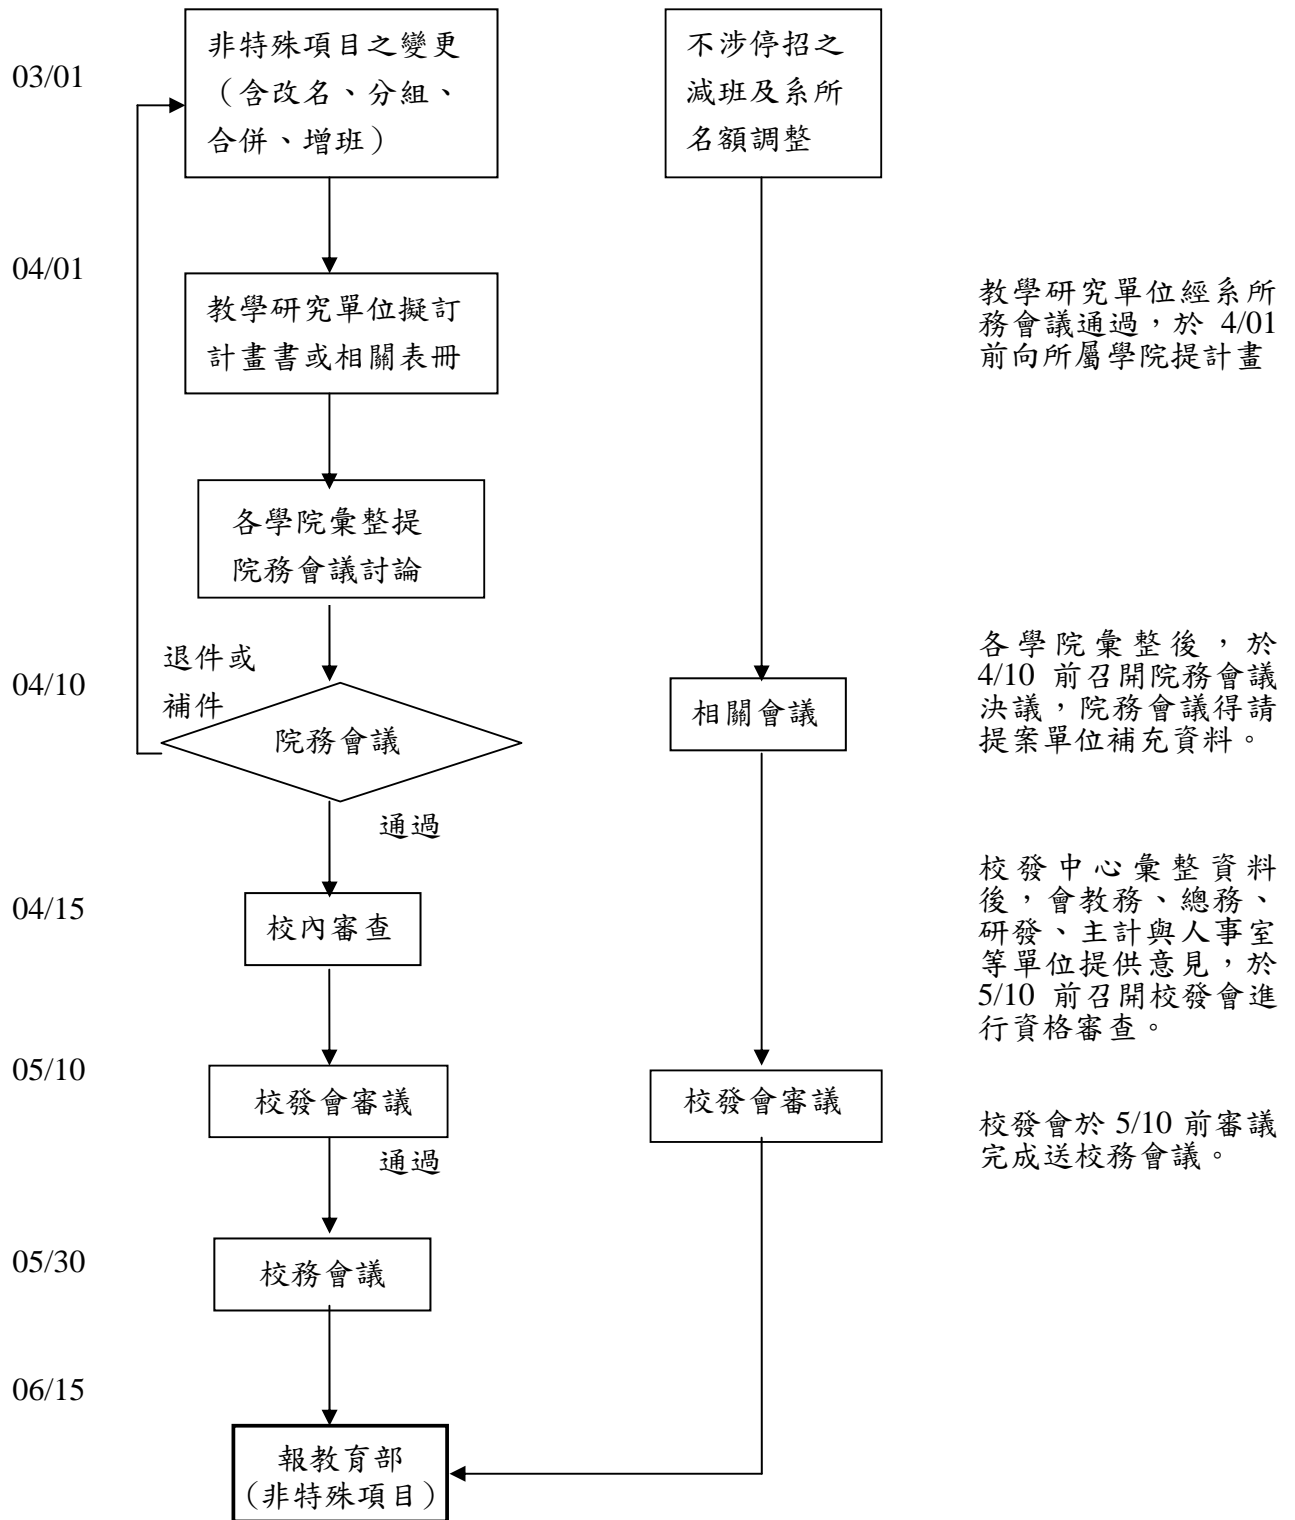 03/01
非特殊項目之變更
（含改名、分組、
合併、增班）
不涉停招之
減班及系所
名額調整
04/01
教學研究單位擬訂
計畫書或相關表冊
教學研究單位經系所
務會議通過，於 4/01
前向所屬學院提計畫
各學院彙整提
院務會議討論
退件或
補件
04/10
院務會議
相關會議
各學院彙整後，於
4/10 前召開院務會議
決議，院務會議得請
提案單位補充資料。
通過
04/15
校內審查
校發中心彙整資料
後，會教務、總務、
研發、主計與人事室
等單位提供意見，於
5/10 前召開校發會進
行資格審查。
05/10
校發會審議
校發會審議
校發會於 5/10 前審議
完成送校務會議。
通過
05/30
校務會議
06/15
報教育部
（非特殊項目）